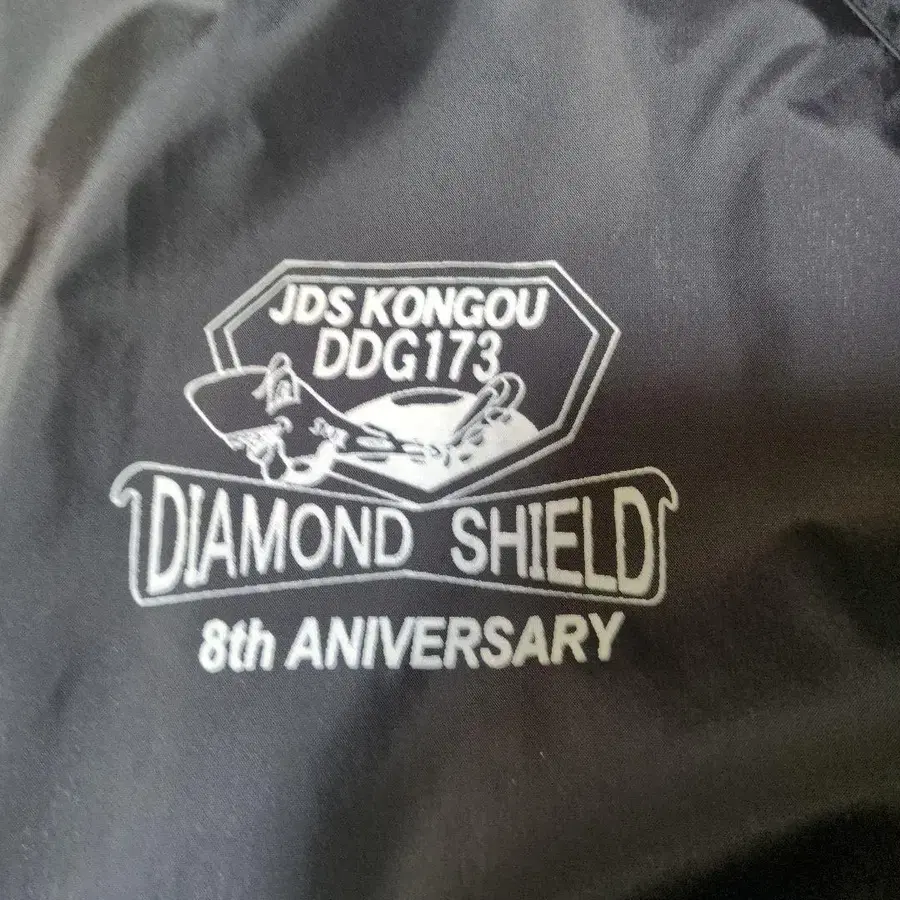 JDS KONGOU
DDG173
DIAMOND SHIELD
8th ANIVERSARY